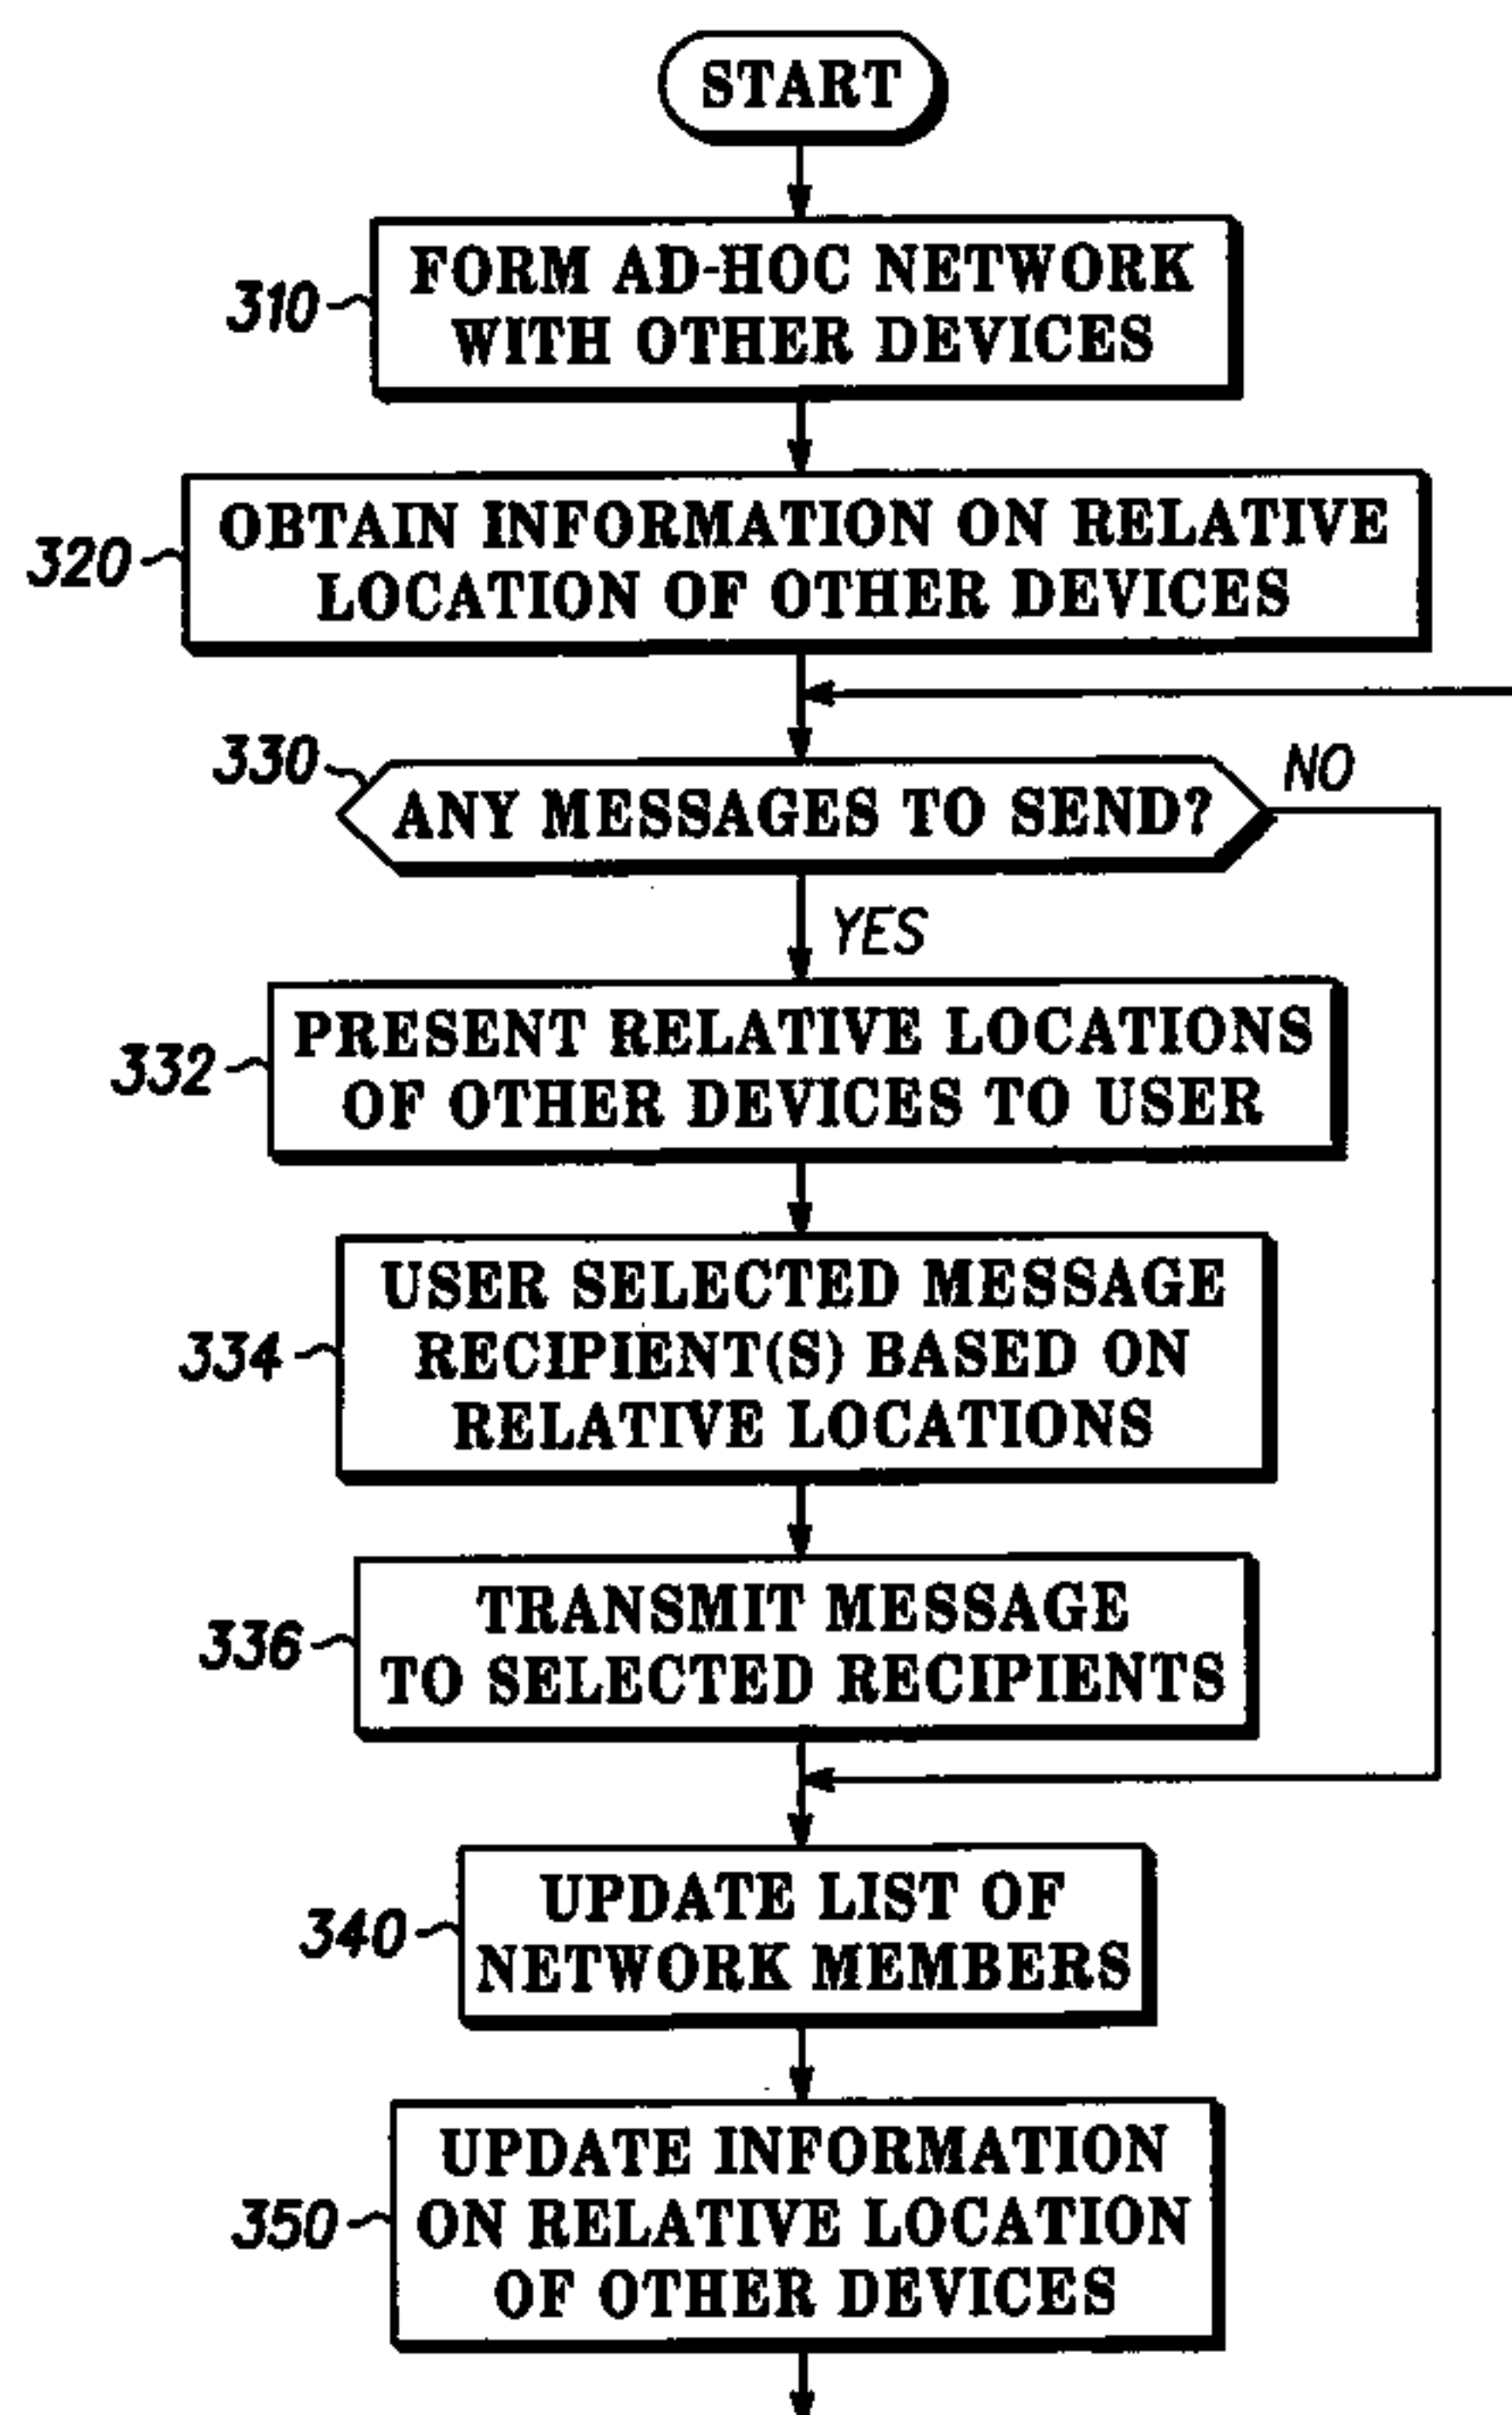 START
310
FORM AD-HOC NETWORK
WITH OTHER DEVICES
320
OBTAIN INFORMATION ON RELATIVE
LOCATION OF OTHER DEVICES
330
ANY MESSAGES TO SEND?
NO
YES
332
PRESENT RELATIVE LOCATIONS
OF OTHER DEVICES TO USER
334
USER SELECTED MESSAGE
RECIPIENT(S) BASED ON
RELATIVE LOCATIONS
336
TRANSMIT MESSAGE
TO SELECTED RECIPIENTS
340
UPDATE LIST OF
NETWORK MEMBERS
350
UPDATE INFORMATION
ON RELATIVE LOCATION
OF OTHER DEVICES